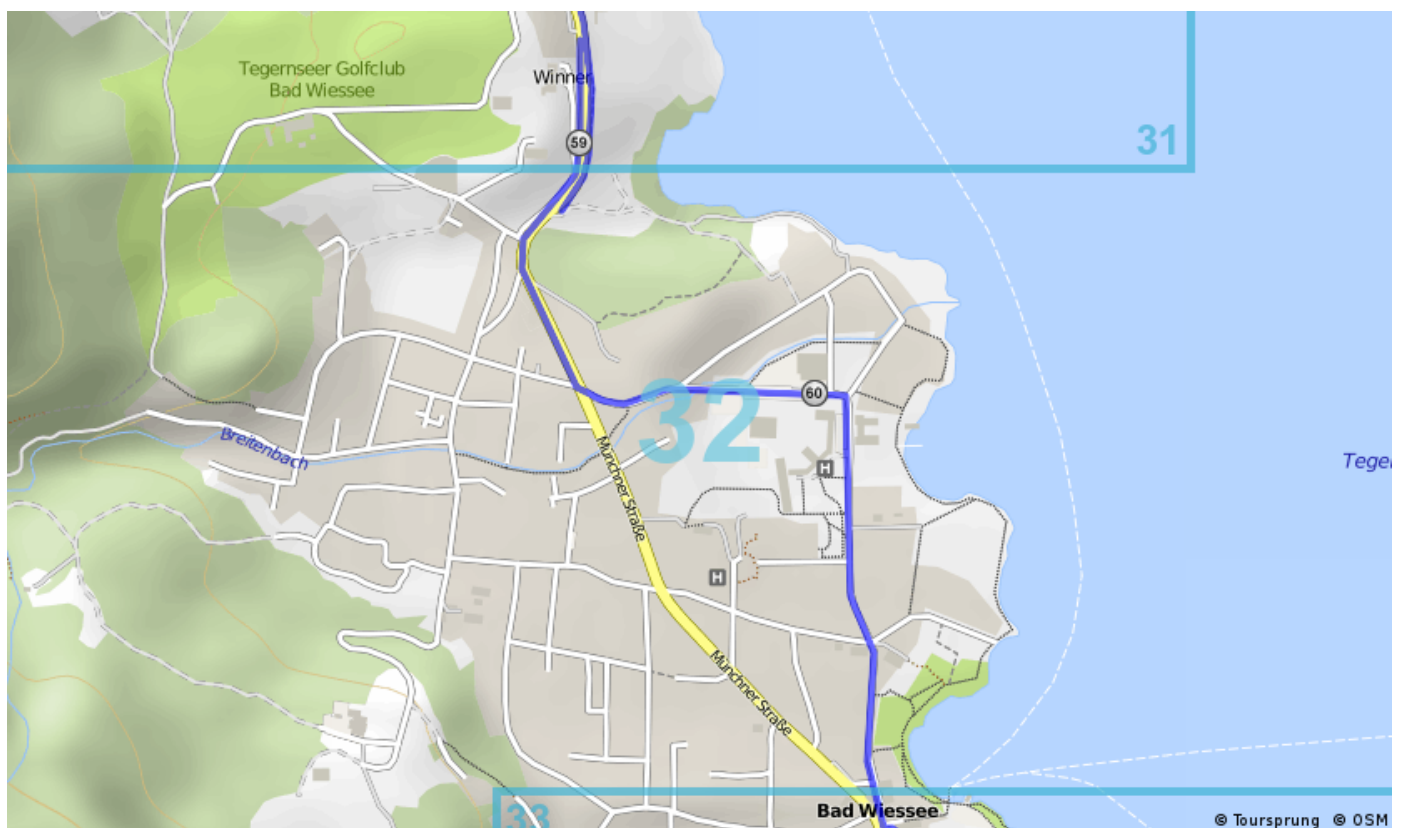 Tegernseer Golfclub
Bad Wiessee
Winner
59
31
32
60
Breitenbach
Münchner Straße
H
Tege
H
Münchner Straße
33
Bad Wiessee
© Toursprung © OSM